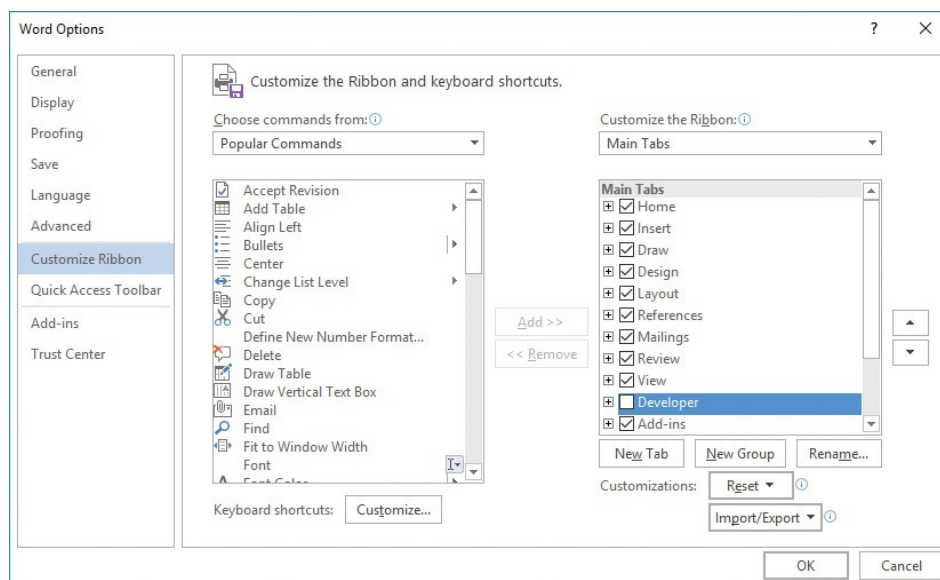 Word Options
General
Display
Proofing
Save
Language
Advanced
Customize Ribbon
Quick Access Toolbar
Add-ins
Trust Center
Customize the Ribbon and keyboard shortcuts.
Choose commands from:
Popular Commands
Accept Revision
Add Table
Align Left
Bullets
Center
Change List Level
Copy
Cut
Define New Number Format...
Delete
Draw Table
Draw Vertical Text Box
Email
Find
Fit to Window Width
Font
Font Color
Keyboard shortcuts: Customize...
Add >>
<< Remove
Customize the Ribbon:
Main Tabs
Main Tabs
Home
Insert
Draw
Design
Layout
References
Mailings
Review
View
Developer
Add-ins
New Tab New Group Rename...
Customizations: Reset
Import/Export
OK Cancel